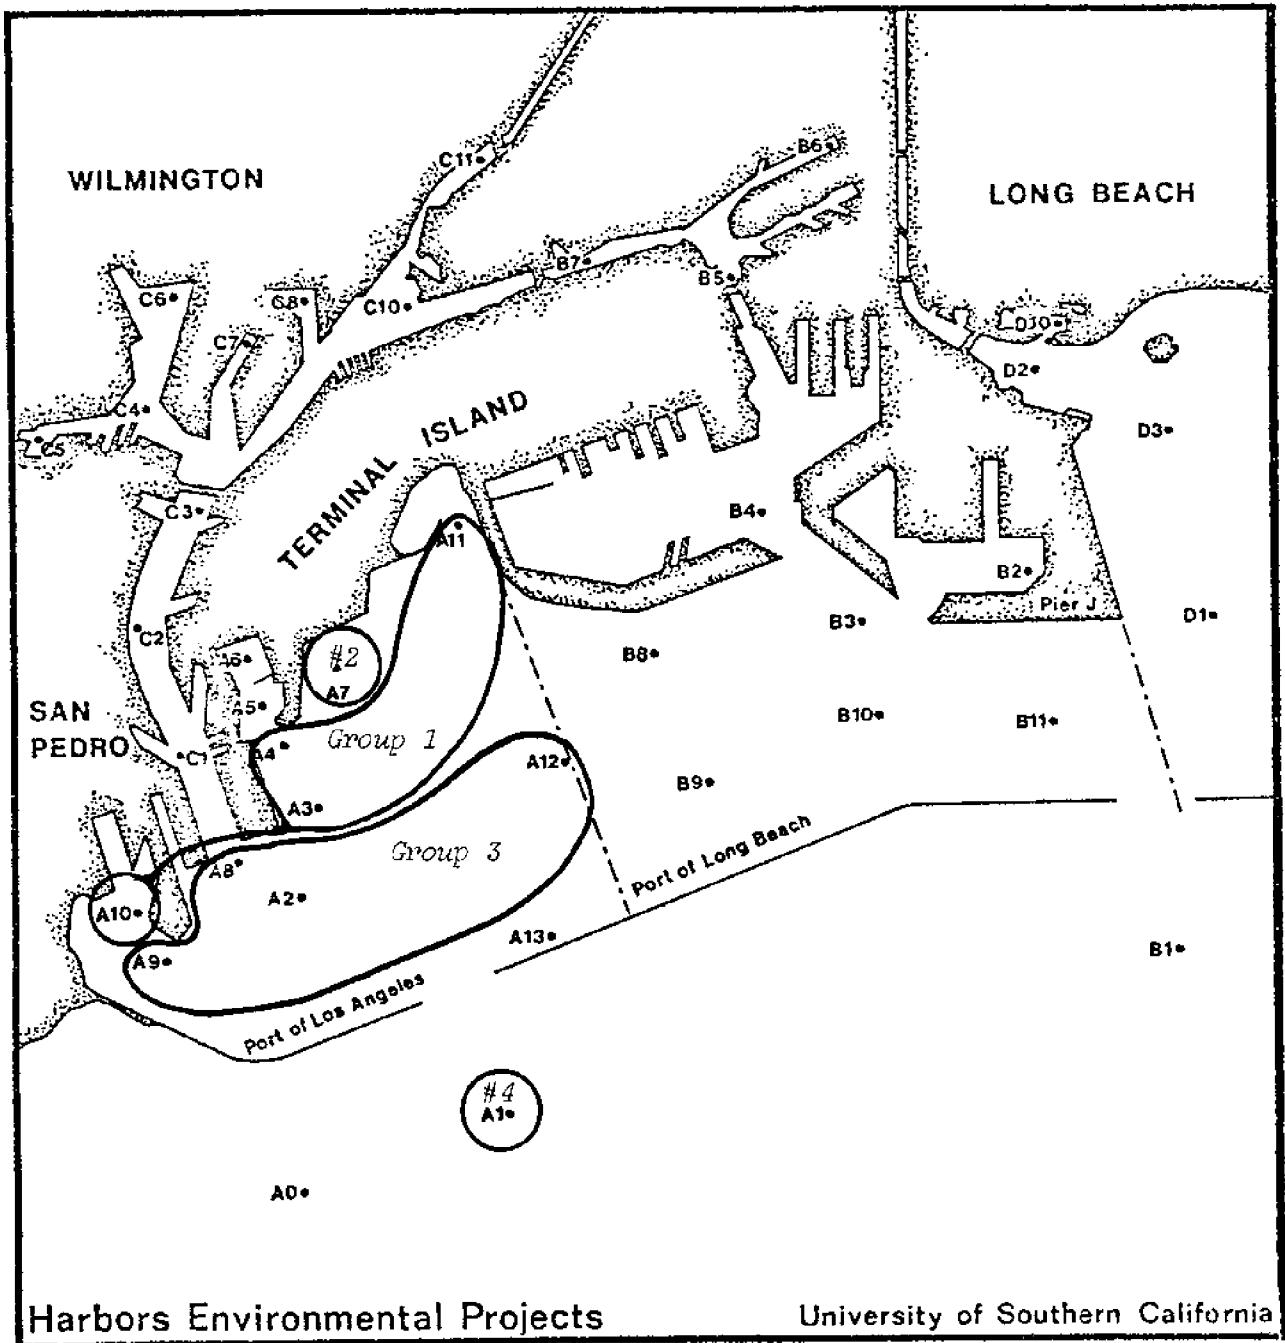 C11
B6
WILMINGTON
LONG BEACH
B7
B5
C6
C8
C10
D10
C7
D2
C4
ISLAND
D3
C5
TERMINAL
C3
B4
A11
B2
Pier J
C2
B3
D1
A6
#2
B8
A7
SAN
PEDRO
A5
B10
B11
C1
A4
Group 1
A12
B9
A3
Group 3
Port of Long Beach
A8
A2
A10
A13
B1
A9
Port of Los Angeles
#4
A1
A0
Harbors Environmental Projects
University of Southern California